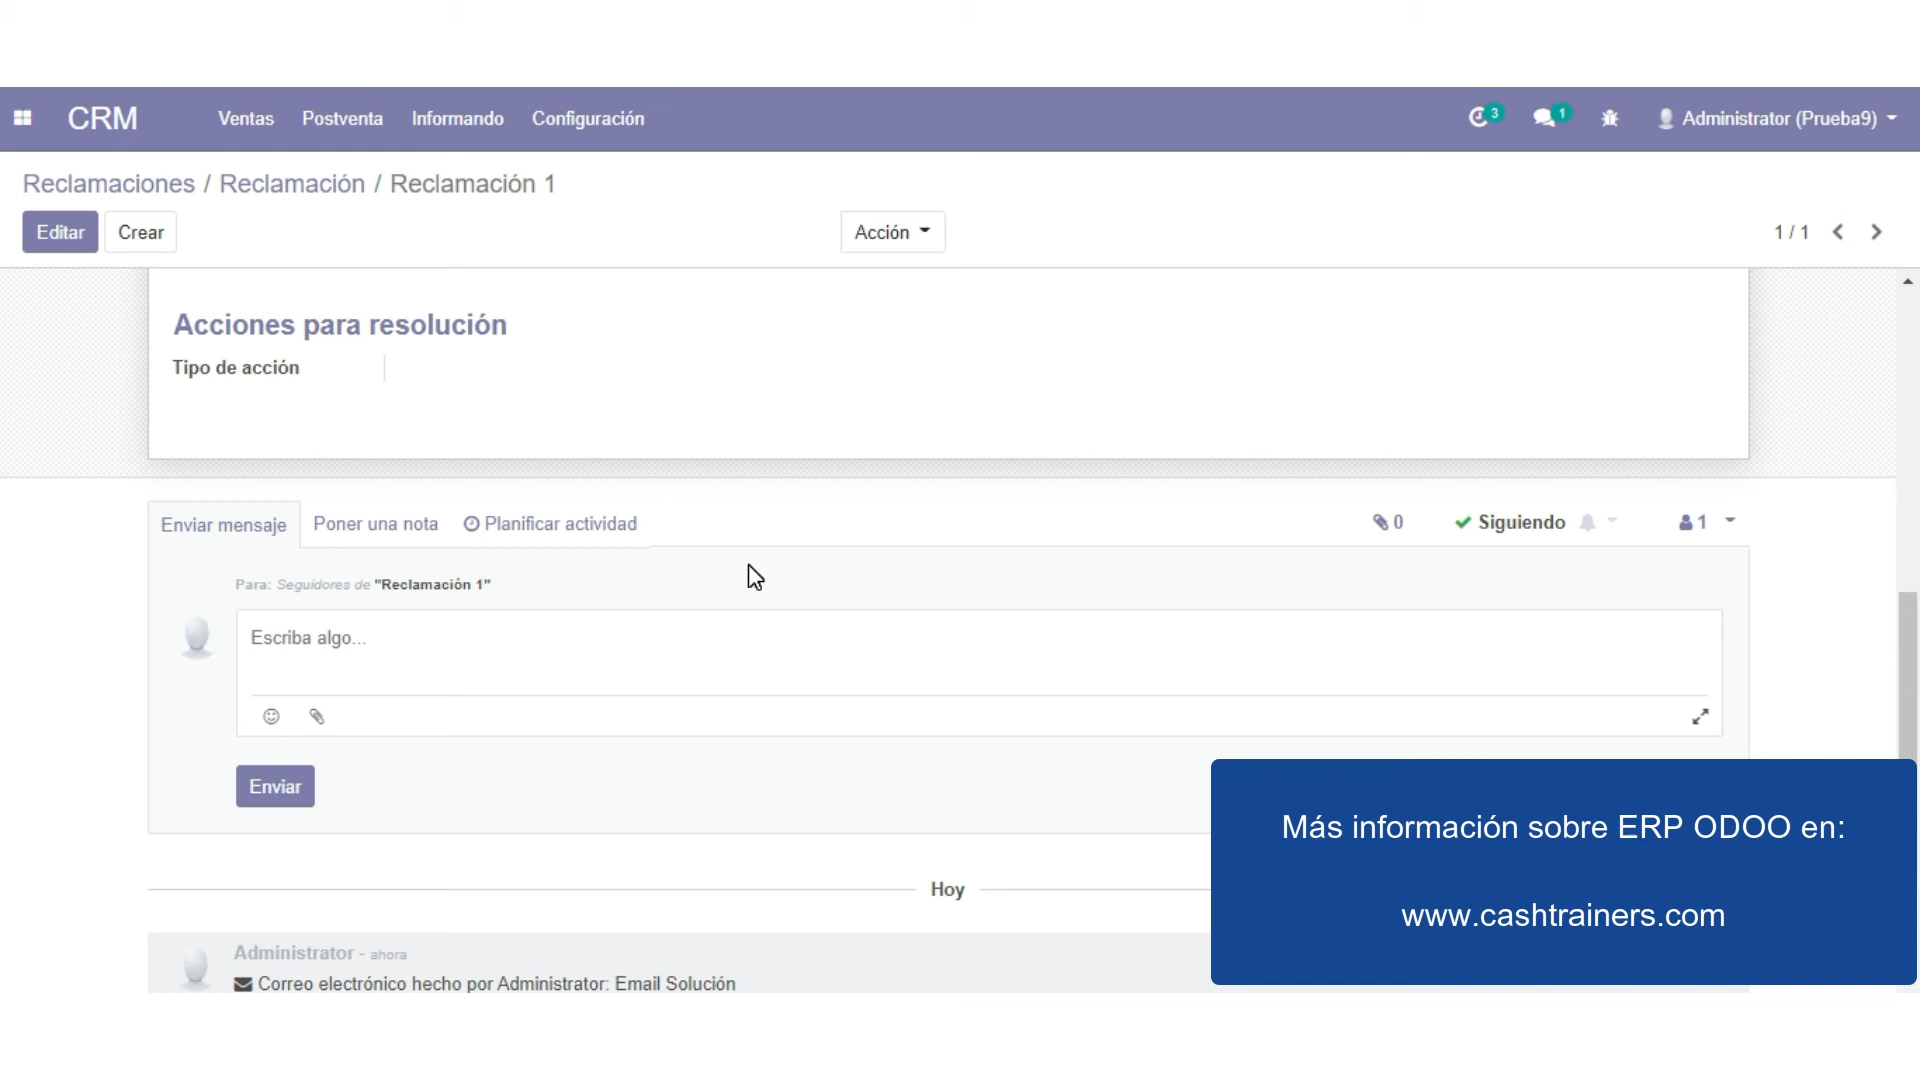 CRM Ventas Postventa Informando Configuración 3 1 Administrator (Prueba9)
Reclamaciones / Reclamación / Reclamación 1
Editar Crear Acción 1 / 1
Acciones para resolución
Tipo de acción
Enviar mensaje Poner una nota Planificar actividad 0 Siguiendo 1
Para: Seguidores de "Reclamación 1"
Escriba algo...
Enviar
Más información sobre ERP ODOO en:
www.cashtrainers.com
Hoy
Administrator - ahora
Correo electrónico hecho por Administrator: Email Solución